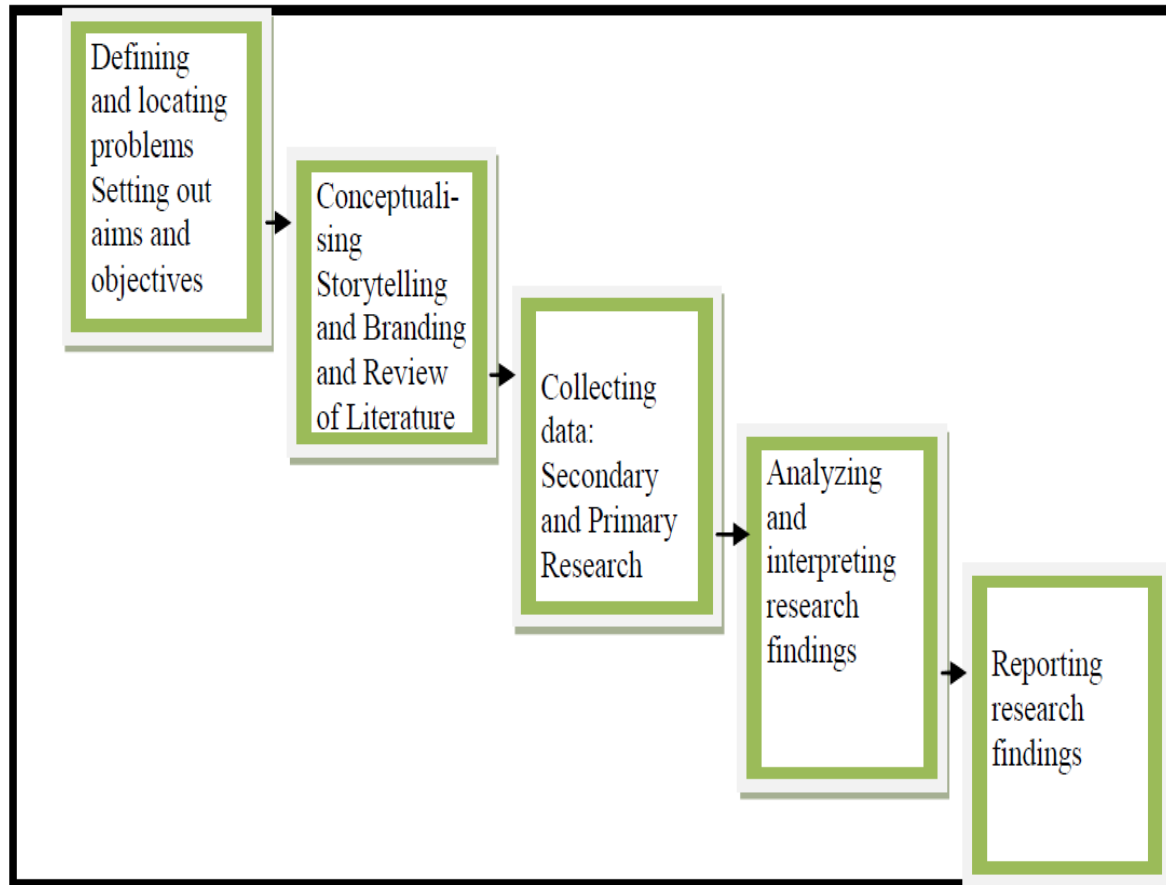 Defining
and locating
problems
Setting out
aims and
objectives
Conceptuali-
sing
Storytelling
and Branding
and Review
of Literature
Collecting
data:
Secondary
and Primary
Research
Analyzing
and
interpreting
research
findings
Reporting
research
findings